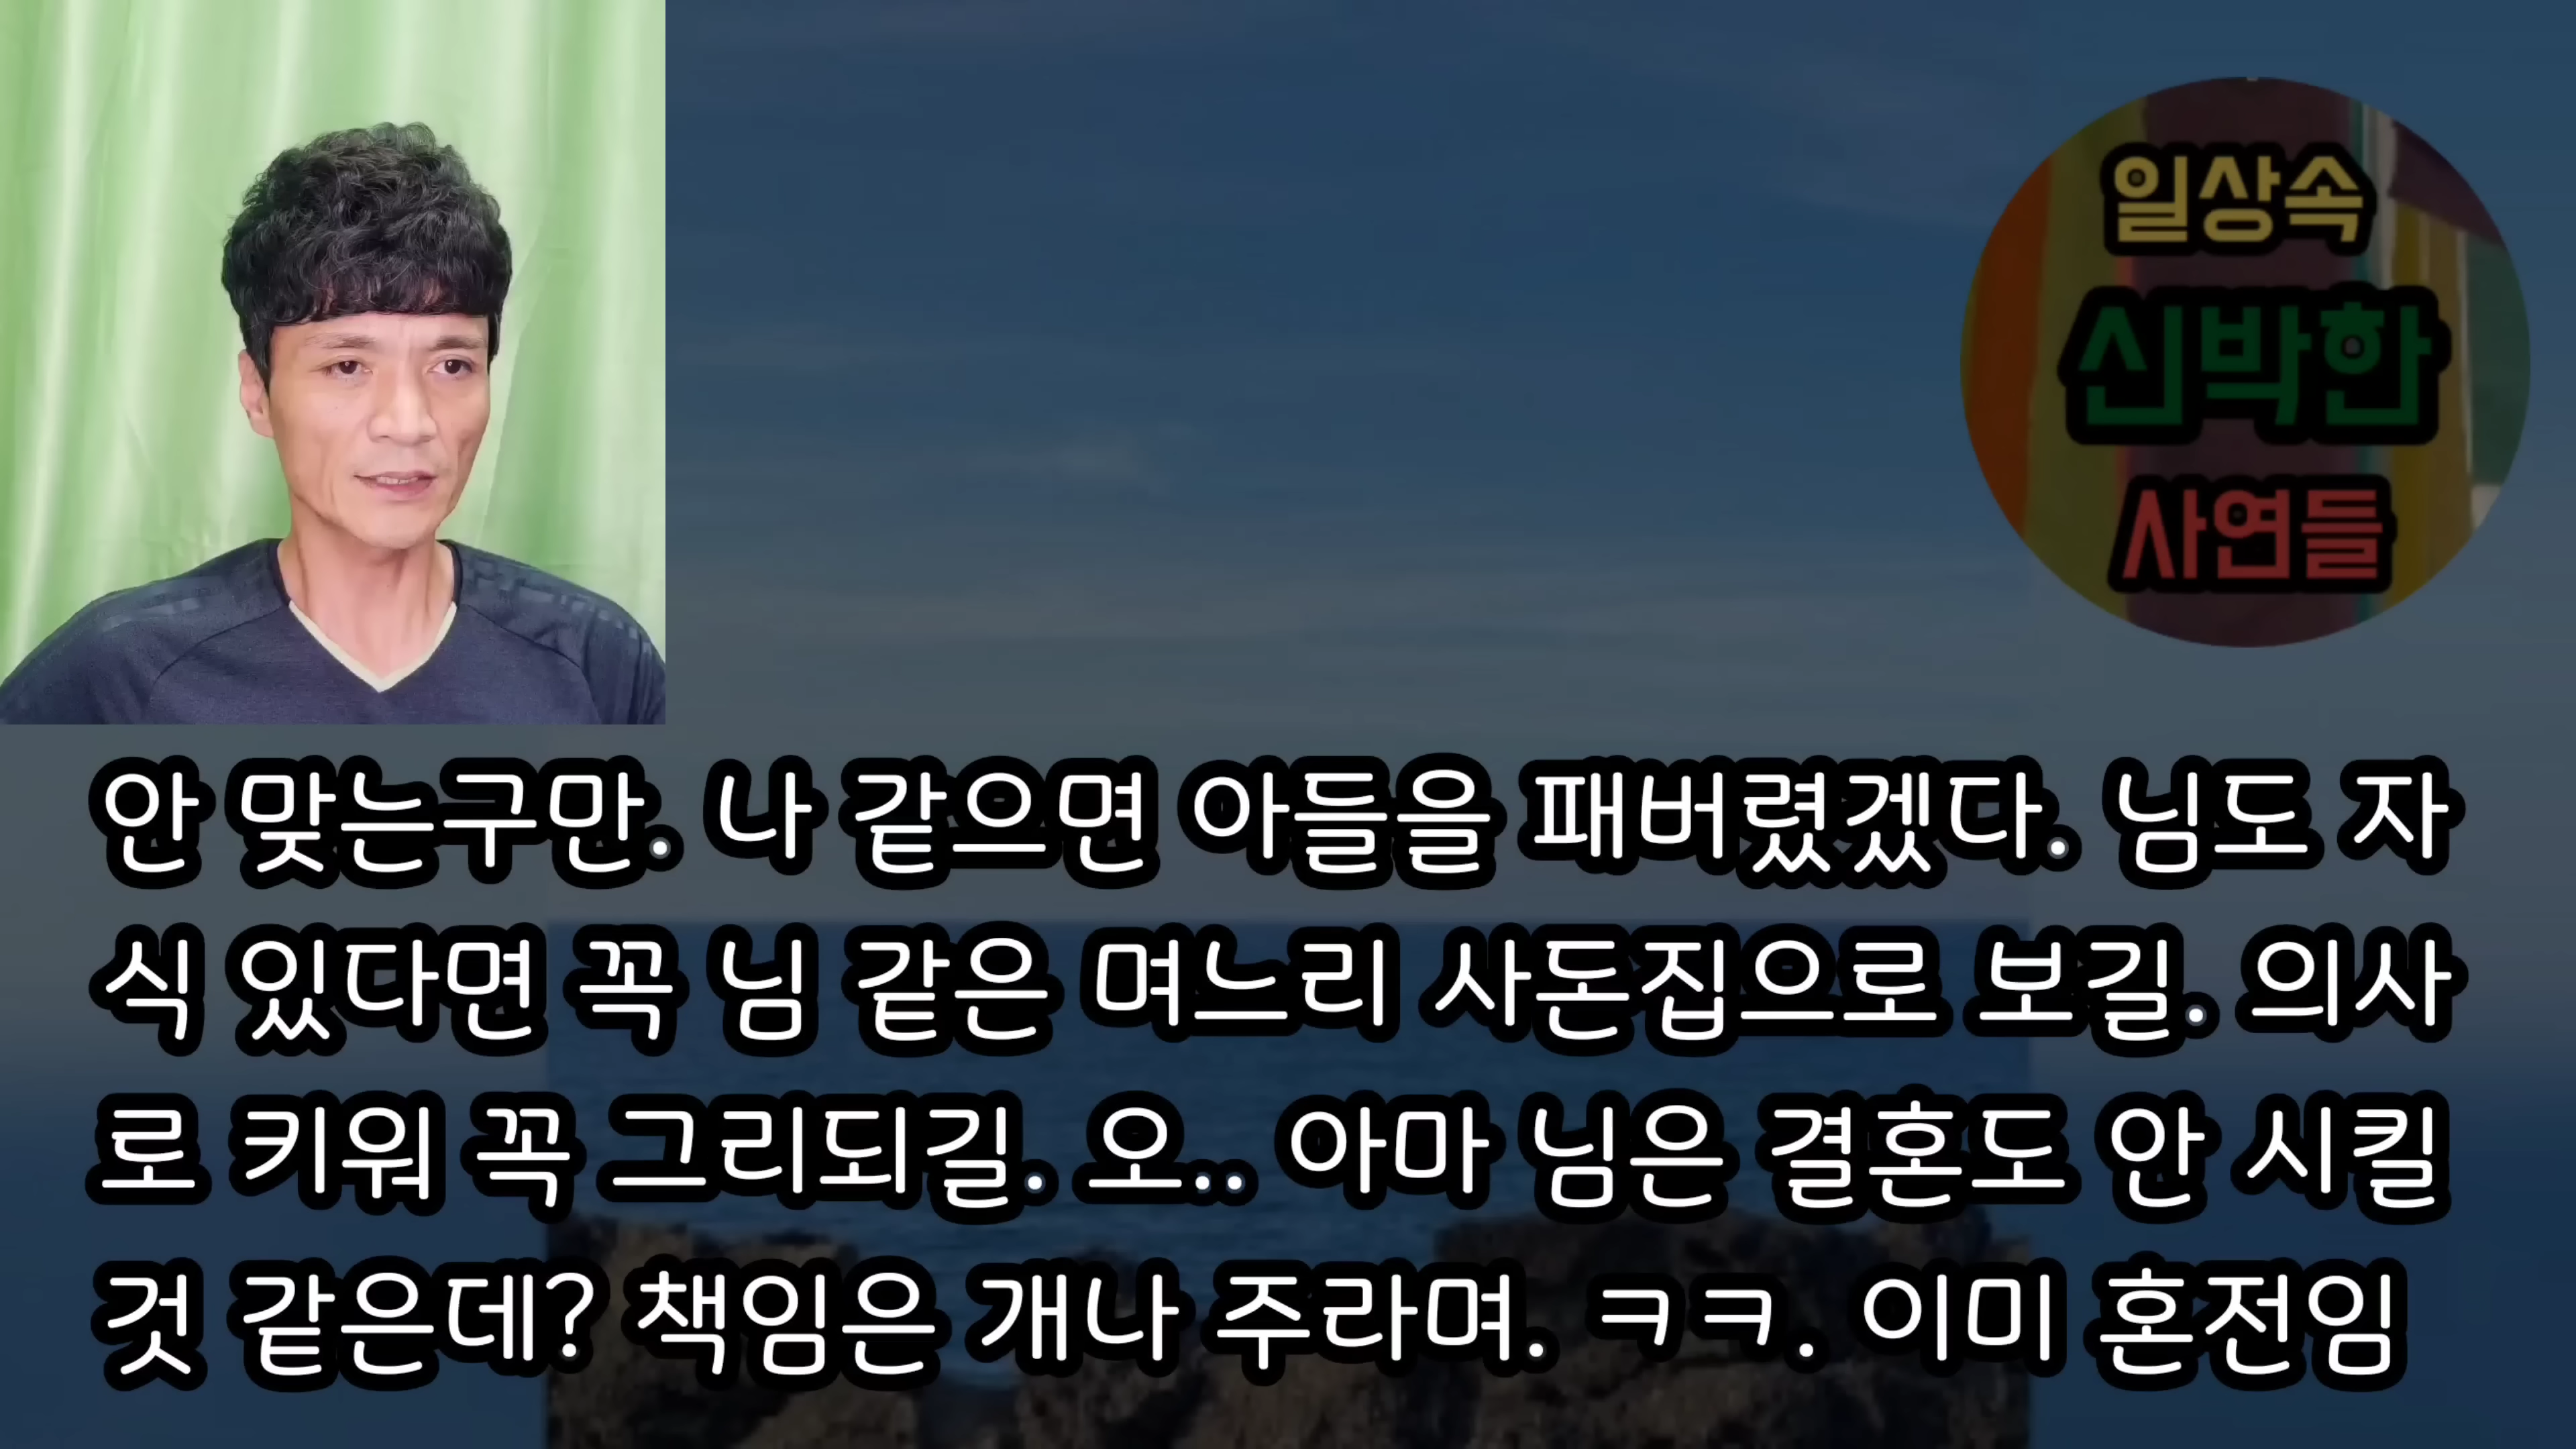 일상속
신박한
사연들
안 맞는구만. 나 같으면 아들을 패버렸겠다. 님도 자
식 있다면 꼭 님 같은 며느리 사돈집으로 보길. 의사
로 키워 꼭 그리되길. 오.. 아마 님은 결혼도 안 시킬
것 같은데? 책임은 개나 주라며. ㅋㅋ. 이미 혼전임